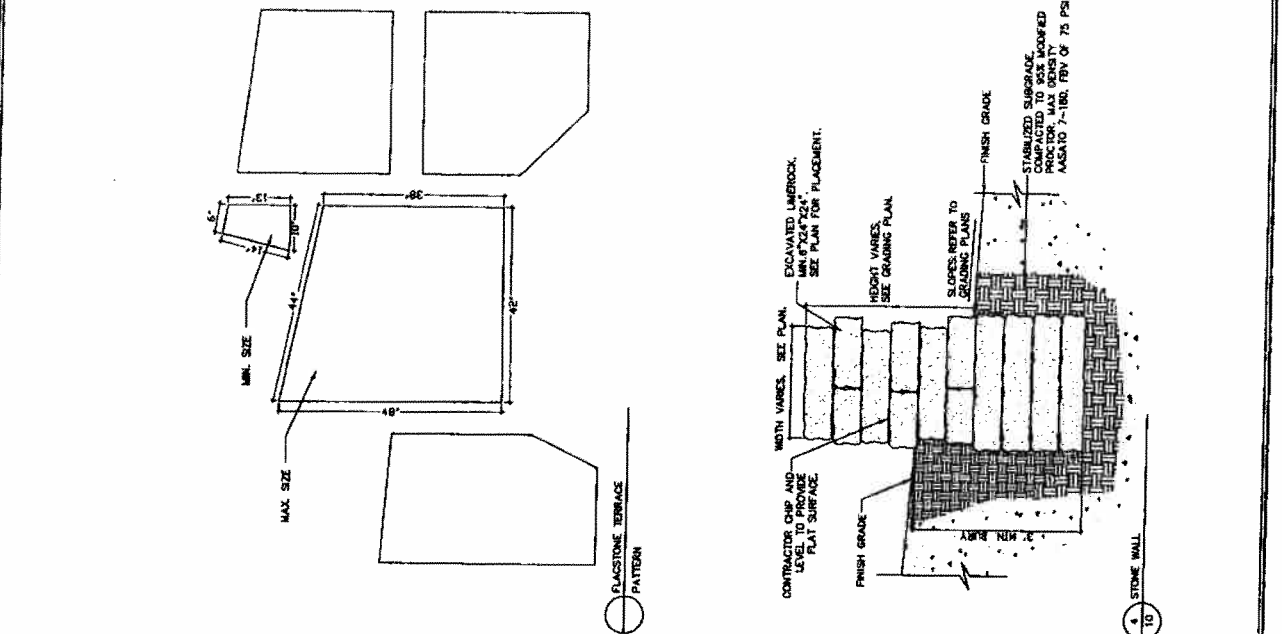 6"
13"
14"
10"
MIN. SIZE
38"
44"
42"
48"
MAX. SIZE
FLAGSTONE TERRACE
PATTERN
EXCAVATED LIMEROCK,
MIN.6"X24"X24"
SEE PLAN FOR PLACEMENT.
WIDTH VARIES, SEE PLAN.
HEIGHT VARIES,
SEE GRADING PLAN.
SLOPES: REFER TO
GRADING PLANS
FINISH GRADE
STABILIZED SUBGRADE,
COMPACTED TO 95% MODIFIED
PROCTOR, MAX DENSITY
AASATO 7-180, FBV OF 75 PSI
CONTRACTOR CHIP AND
LEVEL TO PROVIDE
FLAT SURFACE.
FINISH GRADE
2' MIN BURY
4
10
STONE WALL